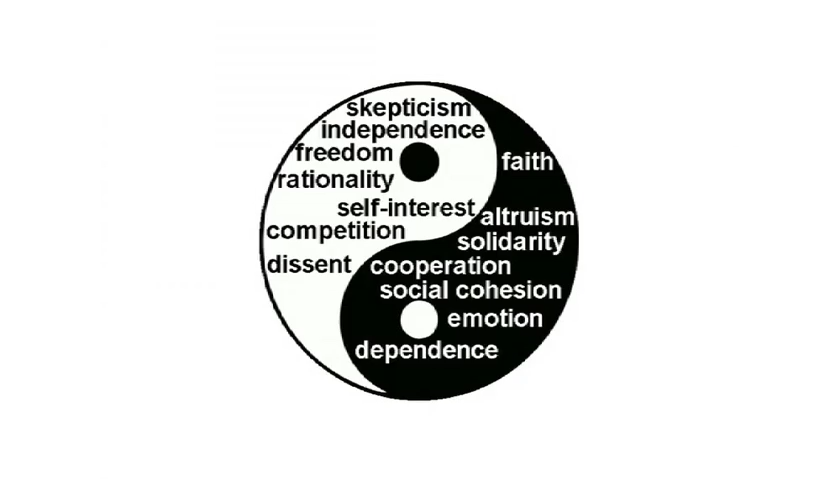 skepticism
independence
freedom
rationality
self-interest
competition
dissent
faith
altruism
solidarity
cooperation
social cohesion
emotion
dependence